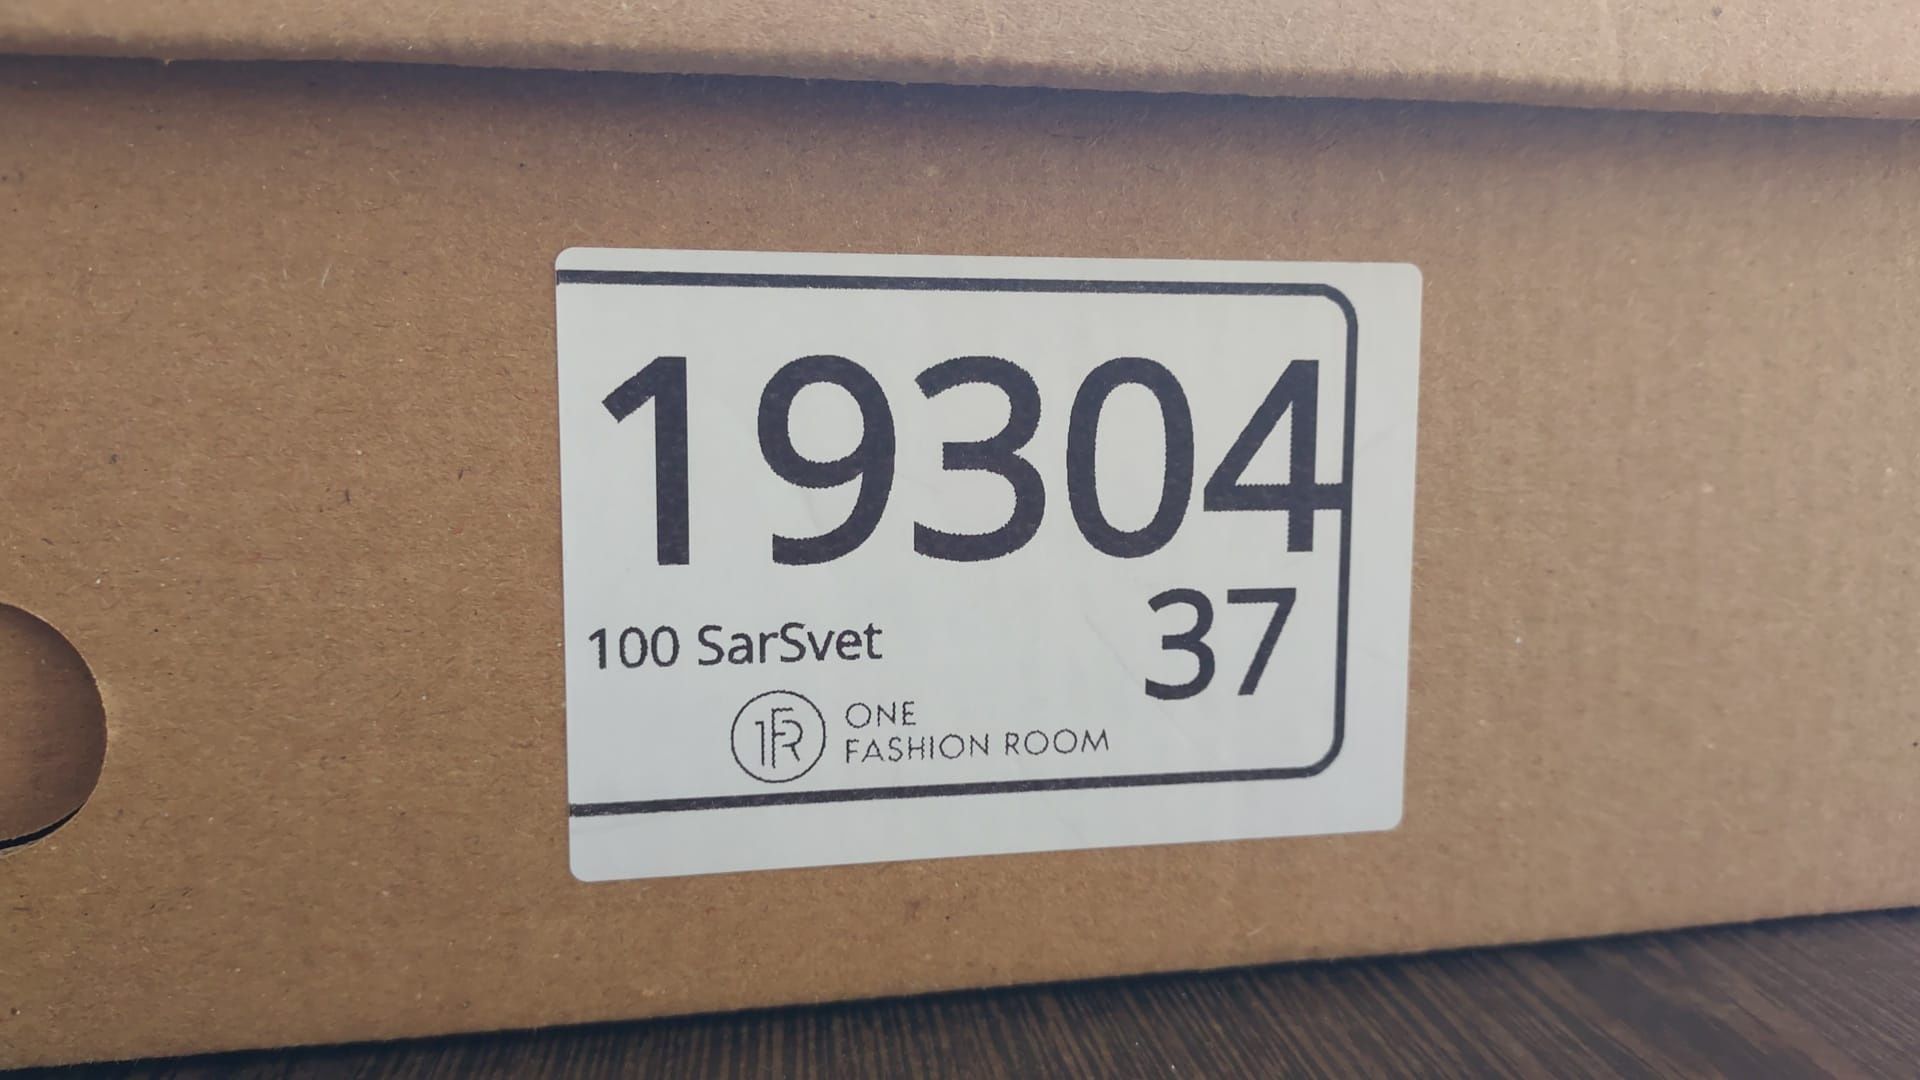 19304
37
100 SarSvet
1FR
ONE
FASHION ROOM